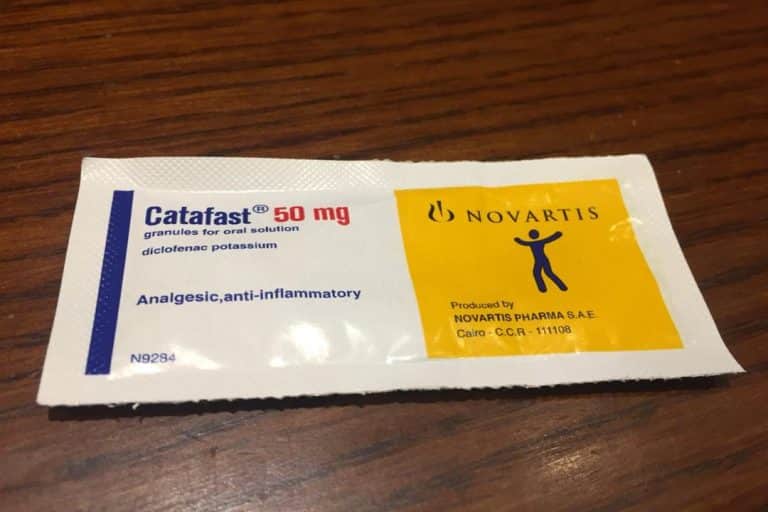 Catafast® 50 mg
granules for oral solution
diclofenac potassium
Analgesic,anti-inflammatory
N9284
NOVARTIS
Produced by
NOVARTIS PHARMA S.A.E.
Cairo - C.C.R - 111108